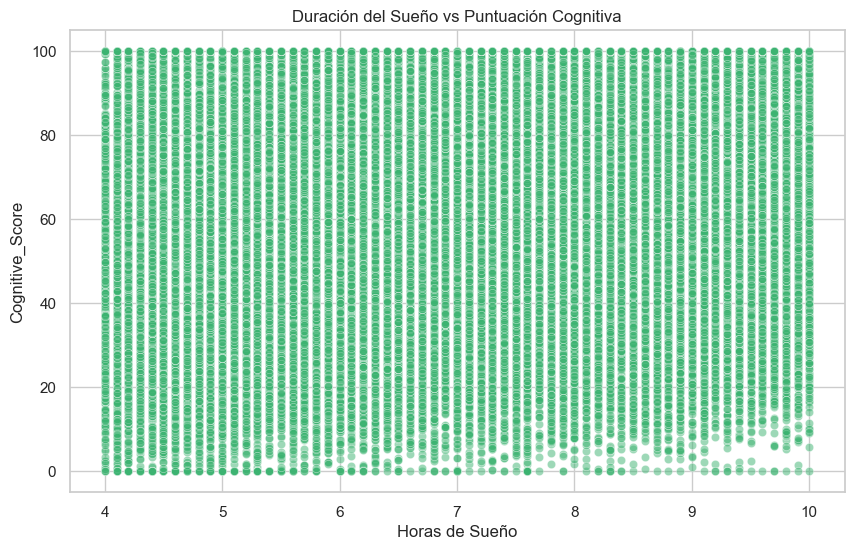 Duración del Sueño vs Puntuación Cognitiva
100
80
60
40
20
0
Cognitive_Score
4 5 6 7 8 9 10
Horas de Sueño